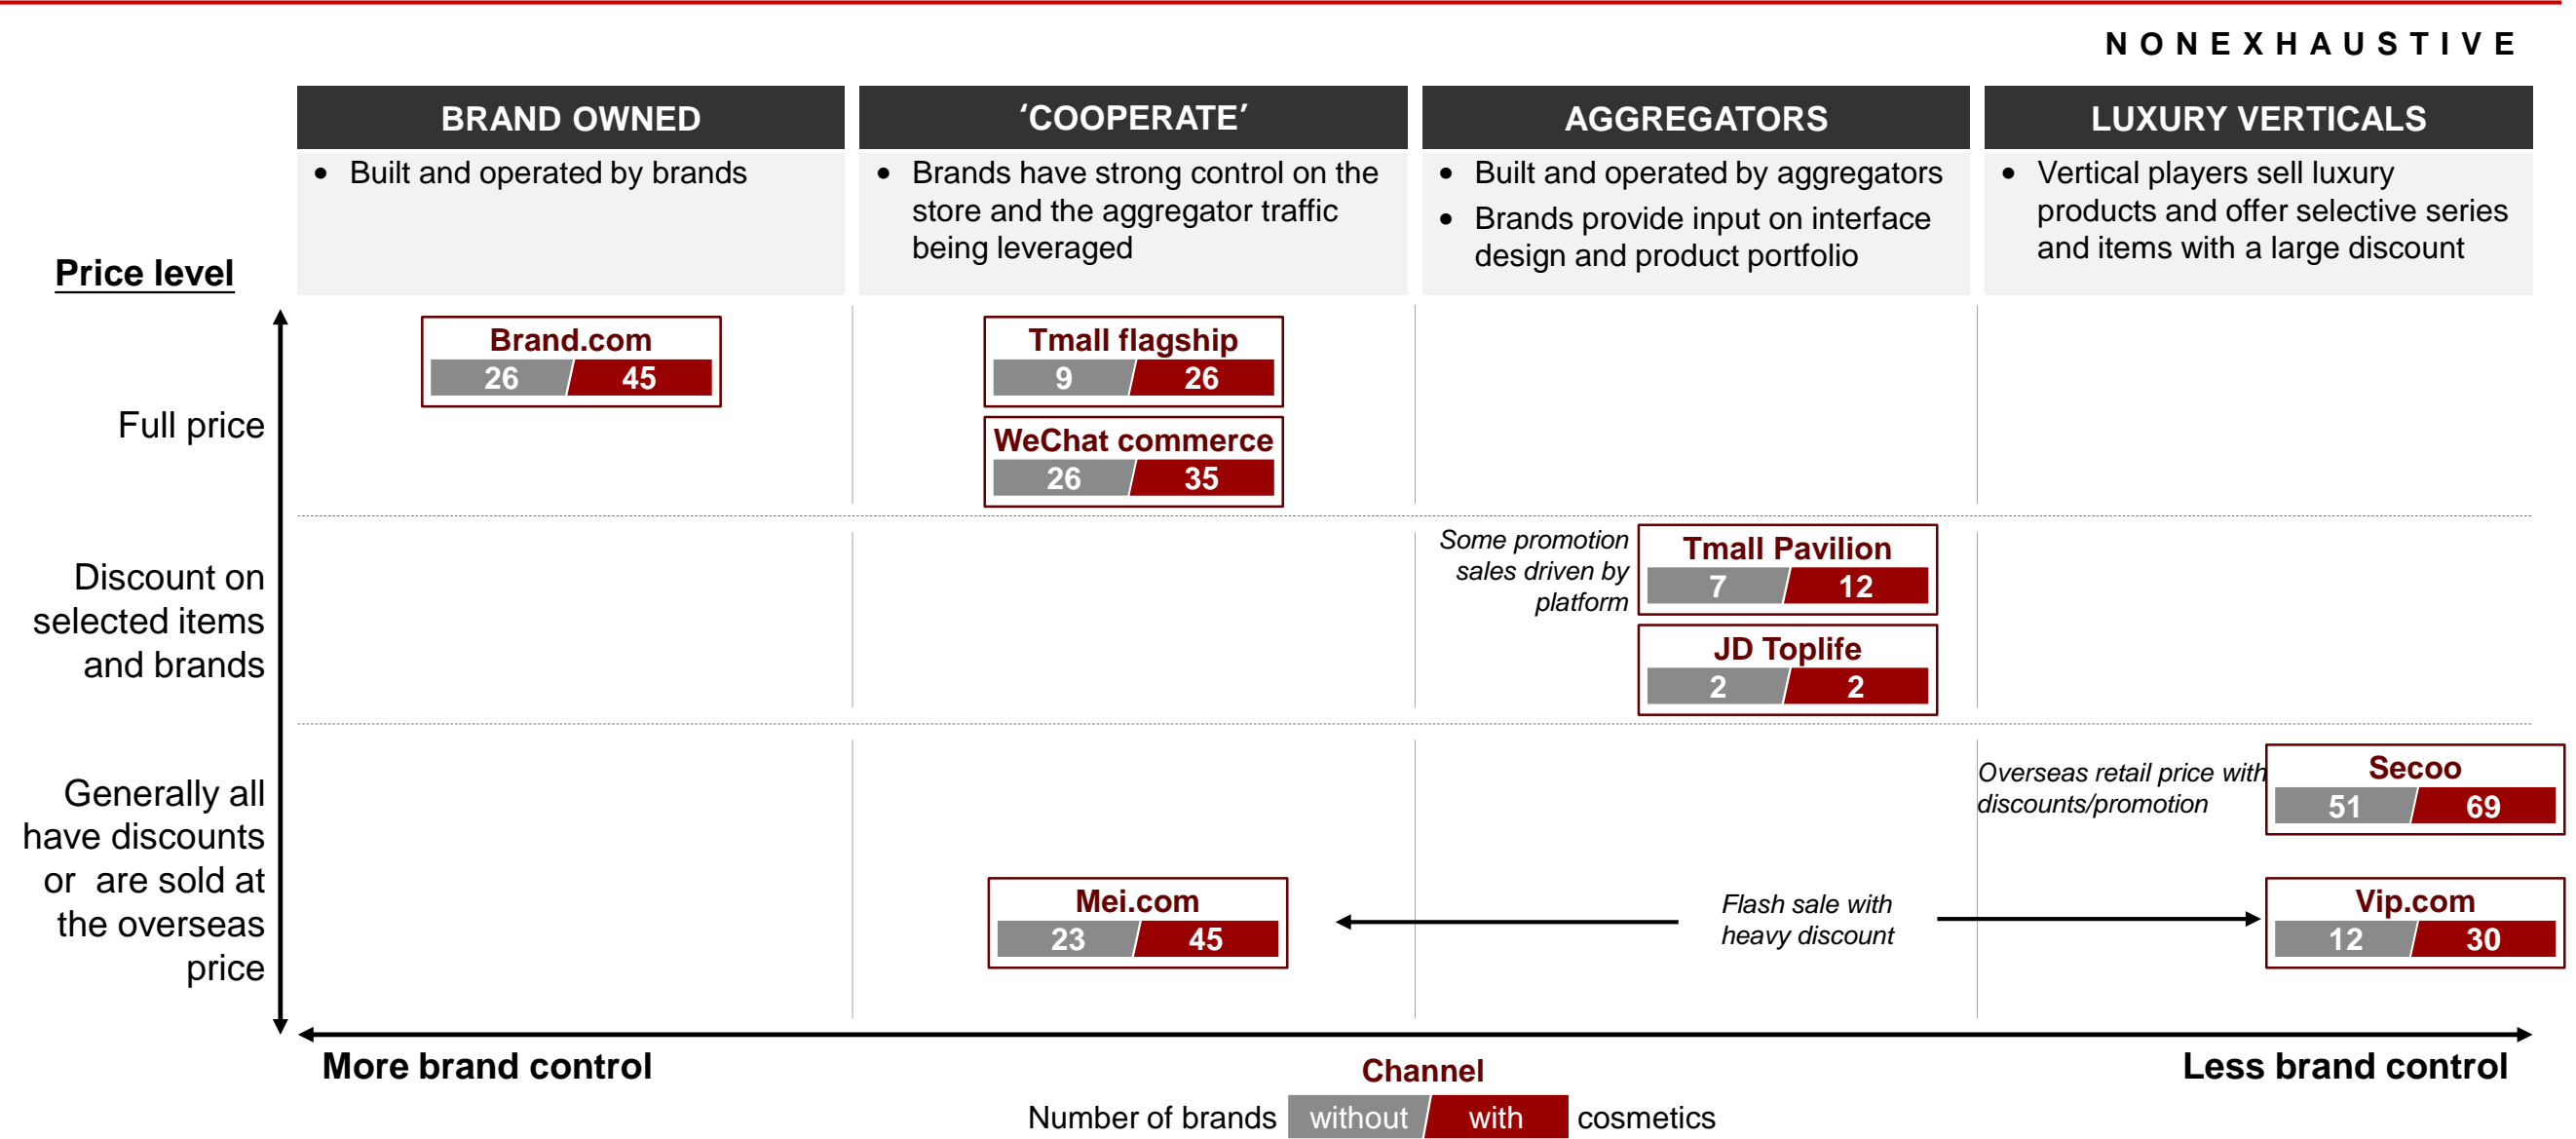 NONEXHAUSTIVE
BRAND OWNED
‘COOPERATE’
AGGREGATORS
LUXURY VERTICALS
• Built and operated by brands
• Brands have strong control on the
store and the aggregator traffic
being leveraged
• Built and operated by aggregators
• Brands provide input on interface
design and product portfolio
• Vertical players sell luxury
products and offer selective series
and items with a large discount
Price level
Full price
Brand.com
26 45
Tmall flagship
9 26
WeChat commerce
26 35
Discount on
selected items
and brands
Some promotion
sales driven by
platform
Tmall Pavilion
7 12
JD Toplife
2 2
Generally all
have discounts
or are sold at
the overseas
price
Overseas retail price with
discounts/promotion
Secoo
51 69
Mei.com
23 45
Flash sale with
heavy discount
Vip.com
12 30
More brand control
Less brand control
Channel
Number of brands without with cosmetics